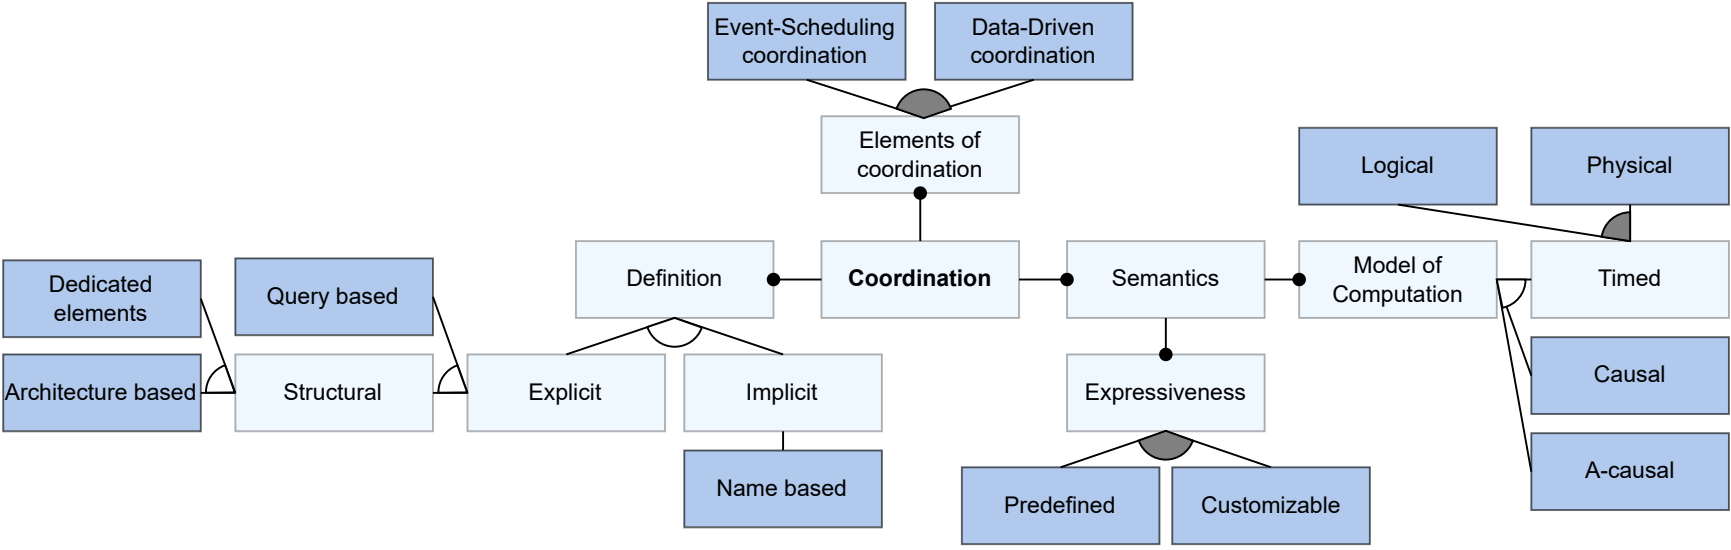 Event-Scheduling
coordination
Data-Driven
coordination
Elements of
coordination
Logical
Physical
Dedicated
elements
Query based
Definition
Coordination
Semantics
Model of
Computation
Timed
Architecture based
Structural
Explicit
Implicit
Expressiveness
Causal
Name based
Predefined
Customizable
A-causal